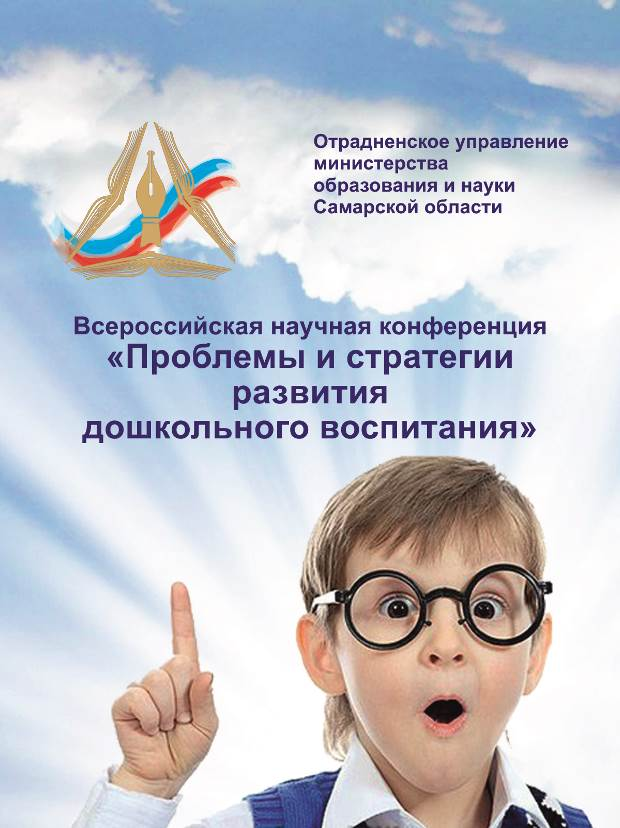 Отрадненское управление
министерства
образования и науки
Самарской области
Всероссийская научная конференция
«Проблемы и стратегии
развития
дошкольного воспитания»